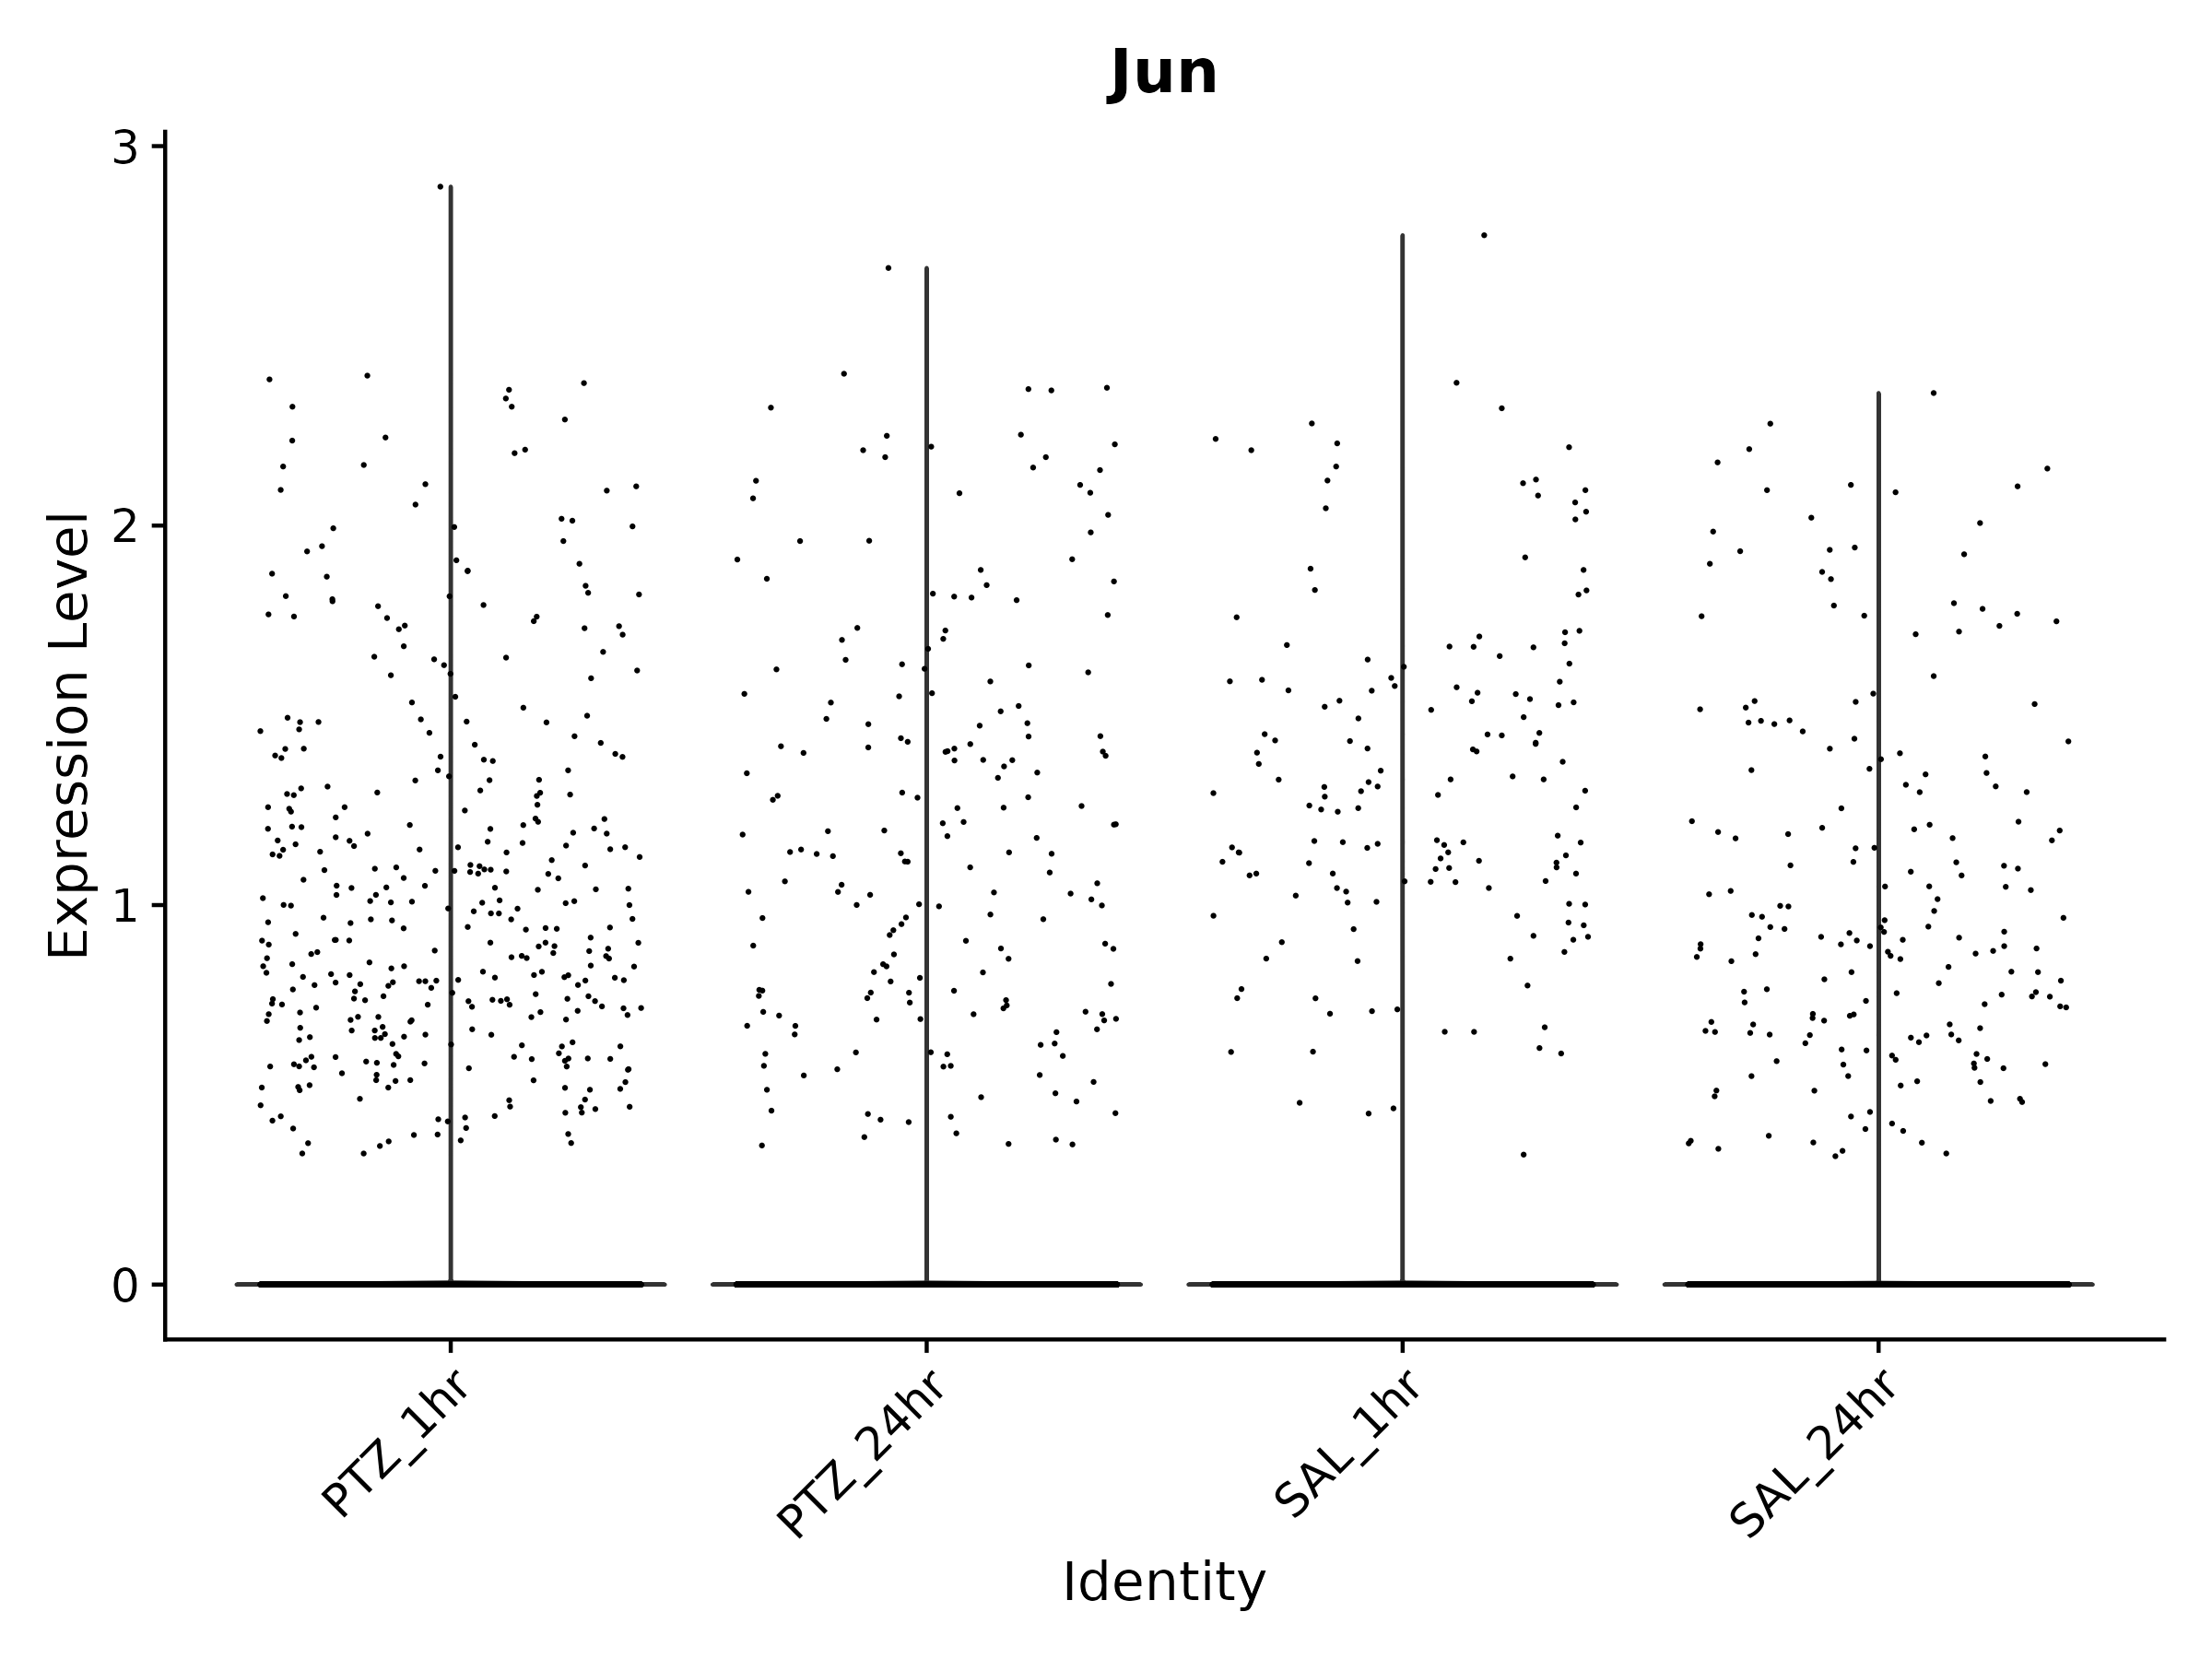 Jun
Expression Level
3
2
1
0
PTZ_1hr
PTZ_24hr
SAL_1hr
SAL_24hr
Identity